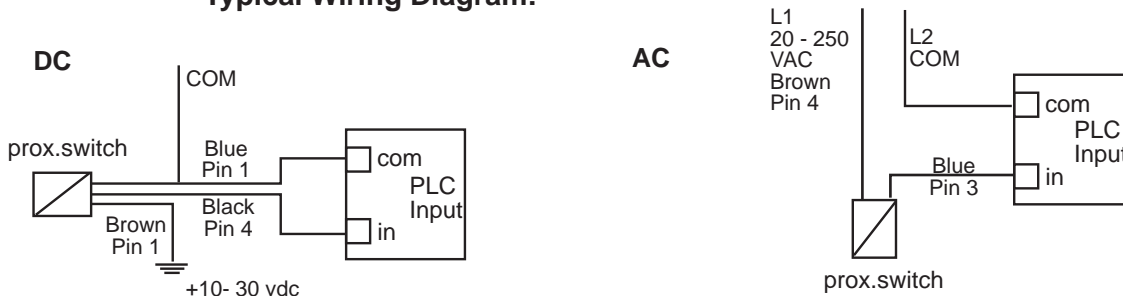 Typical Wiring Diagram:
DC
COM
prox.switch
Blue
Pin 1
Black
Pin 4
Brown
Pin 1
+10- 30 vdc
com
PLC
Input
in
AC
L1
20 - 250
VAC
Brown
Pin 4
L2
COM
Blue
Pin 3
com
PLC
Input
in
prox.switch